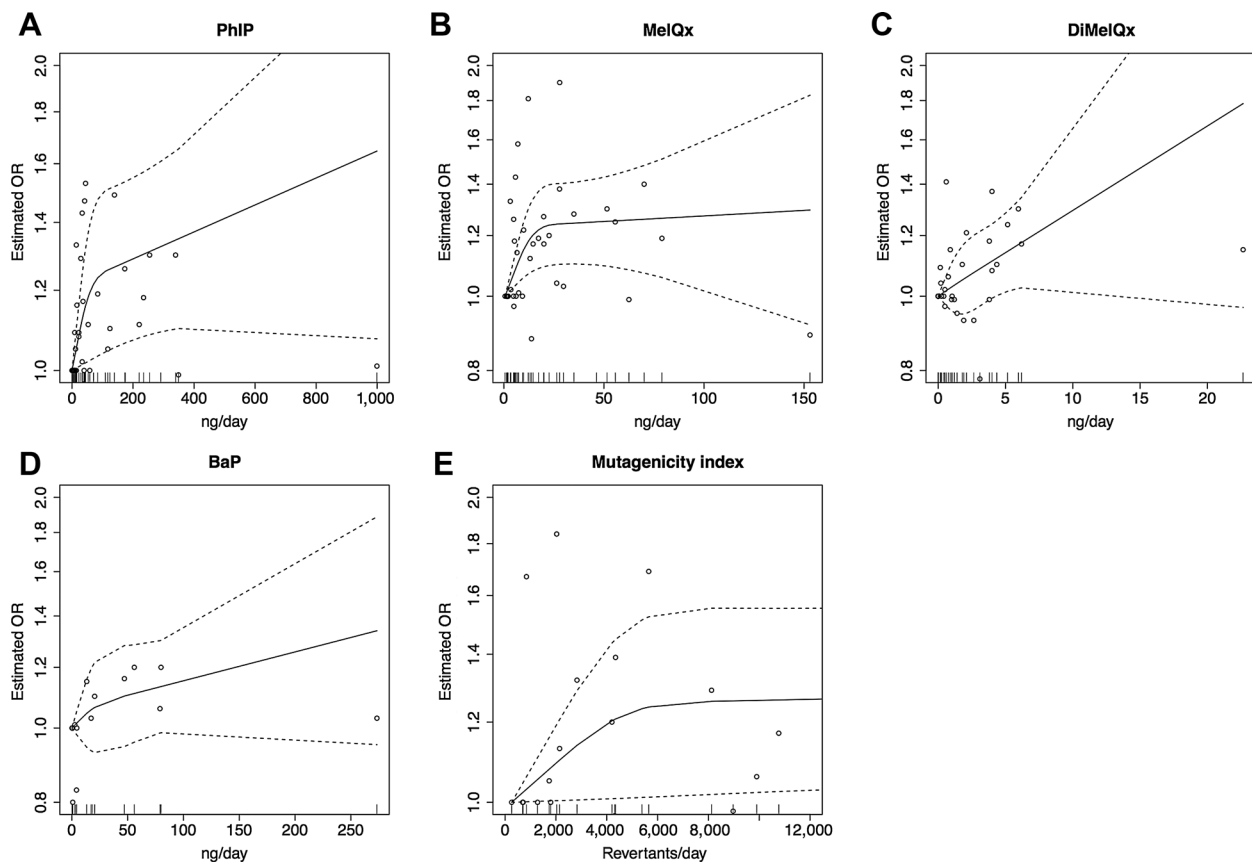 A
PhIP
Estimated OR
2.0
1.8
1.6
1.4
1.2
1.0
0 200 400 600 800 1,000
ng/day
B
MelQx
Estimated OR
2.0
1.8
1.6
1.4
1.2
1.0
0.8
0 50 100 150
ng/day
C
DiMelQx
Estimated OR
2.0
1.8
1.6
1.4
1.2
1.0
0.8
0 5 10 15 20
ng/day
D
BaP
Estimated OR
2.0
1.8
1.6
1.4
1.2
1.0
0.8
0 50 100 150 200 250
ng/day
E
Mutagenicity index
Estimated OR
2.0
1.8
1.6
1.4
1.2
1.0
0 2,000 4,000 6,000 8,000 12,000
Revertants/day